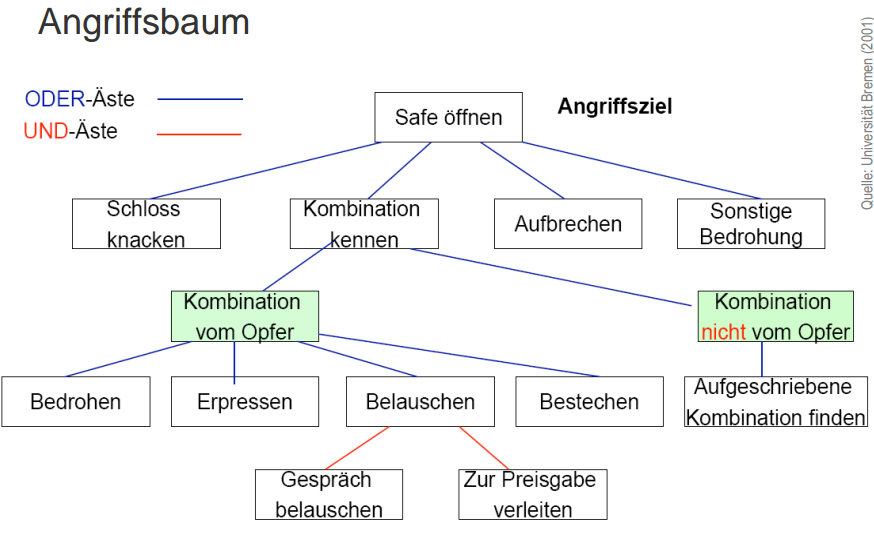 Angriffsbaum
Quelle: Universität Bremen (2001)
ODER-Äste
UND-Äste
Safe öffnen
Angriffsziel
Schloss
knacken
Kombination
kennen
Aufbrechen
Sonstige
Bedrohung
Kombination
vom Opfer
Kombination
nicht vom Opfer
Bedrohen
Erpressen
Belauschen
Bestechen
Aufgeschriebene
Kombination finden
Gespräch
belauschen
Zur Preisgabe
verleiten